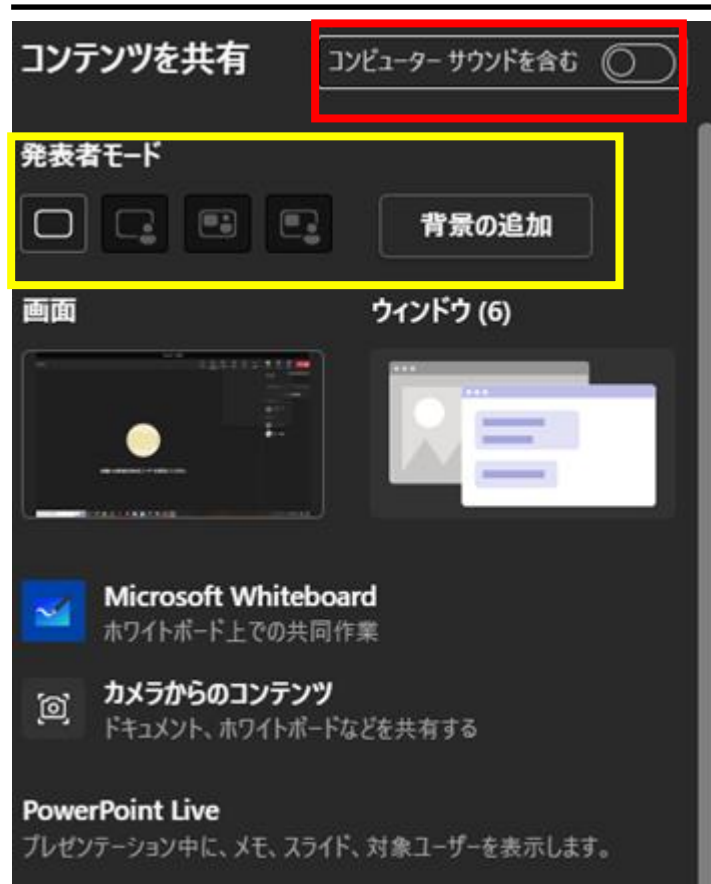 コンテンツを共有
コンピューター サウンドを含む
発表者モード
背景の追加
画面
ウィンドウ (6)
Microsoft Whiteboard
ホワイトボード上での共同作業
カメラからのコンテンツ
ドキュメント、ホワイトボードなどを共有する
PowerPoint Live
プレゼンテーション中に、メモ、スライド、対象ユーザーを表示します。